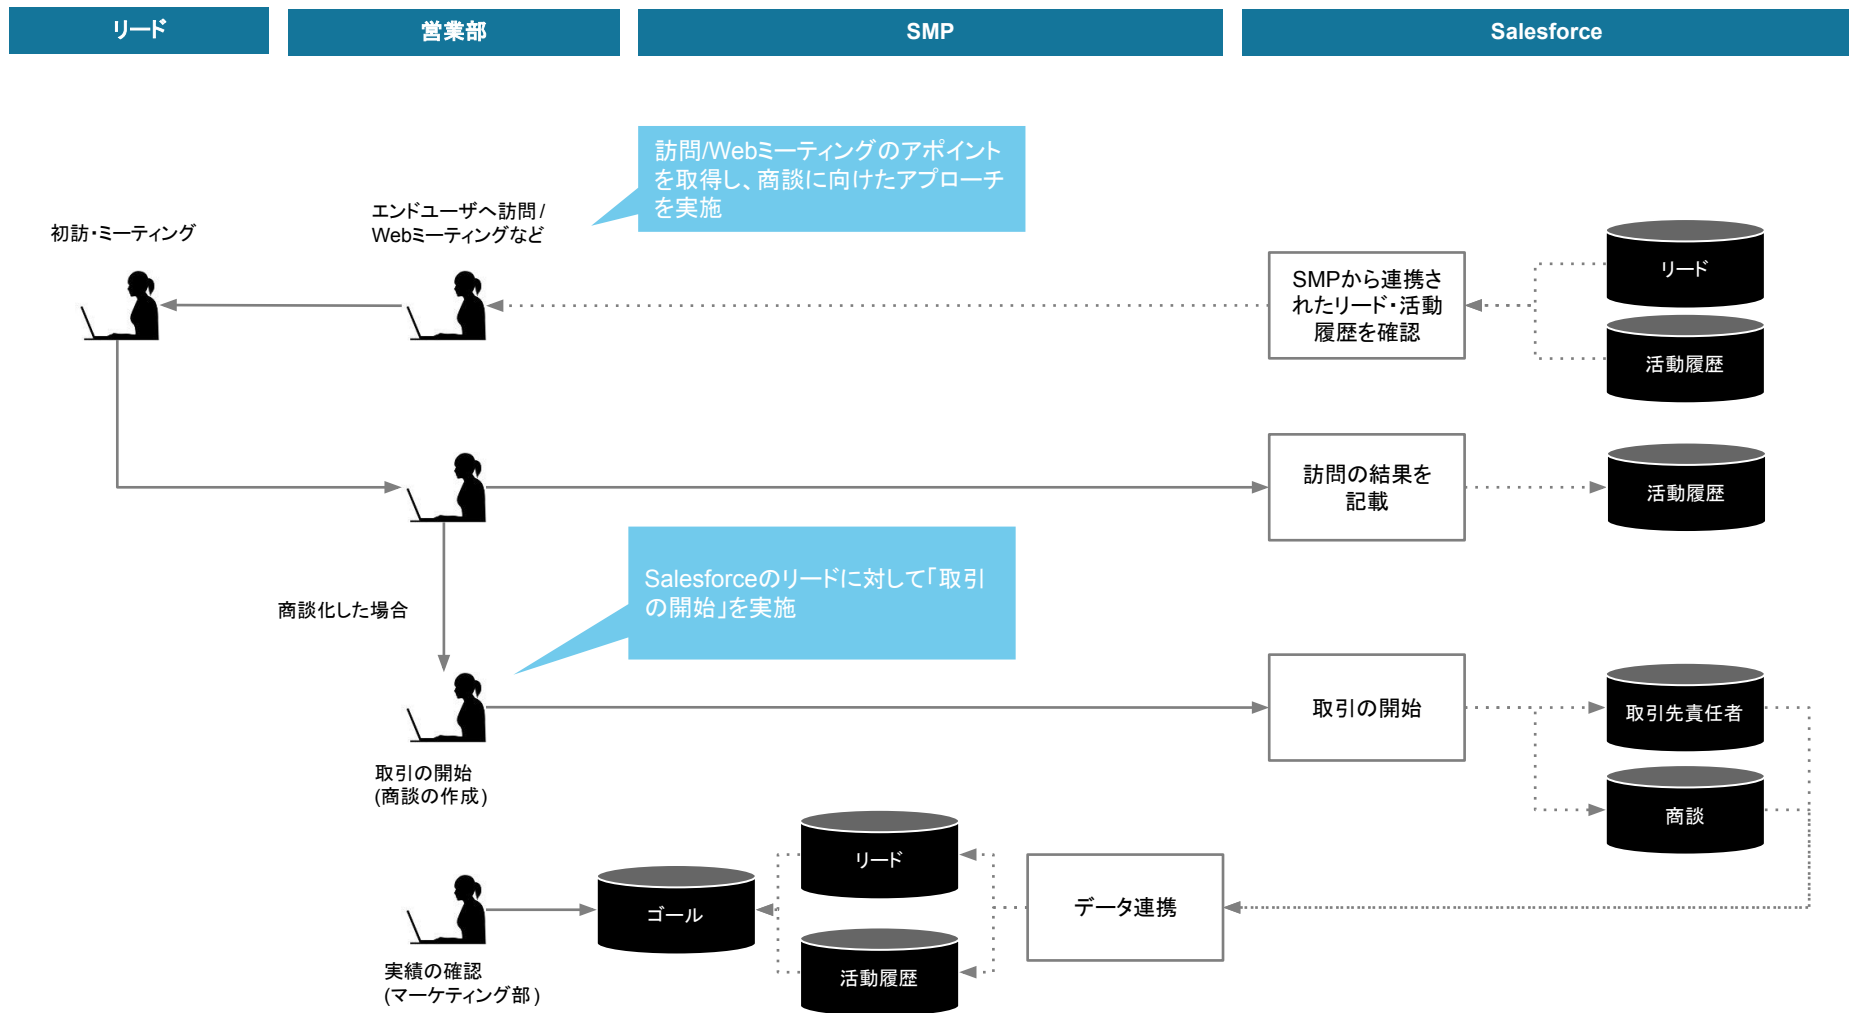 リード
営業部
SMP
Salesforce
訪問/Webミーティングのアポイント
を取得し、商談に向けたアプローチ
を実施
初訪・ミーティング
エンドユーザへ訪問/
Webミーティングなど
SMPから連携さ
れたリード・活動
履歴を確認
リード
活動履歴
訪問の結果を
記載
活動履歴
Salesforceのリードに対して「取引
の開始」を実施
商談化した場合
取引の開始
取引先責任者
取引の開始
(商談の作成)
商談
リード
ゴール
データ連携
実績の確認
(マーケティング部)
活動履歴